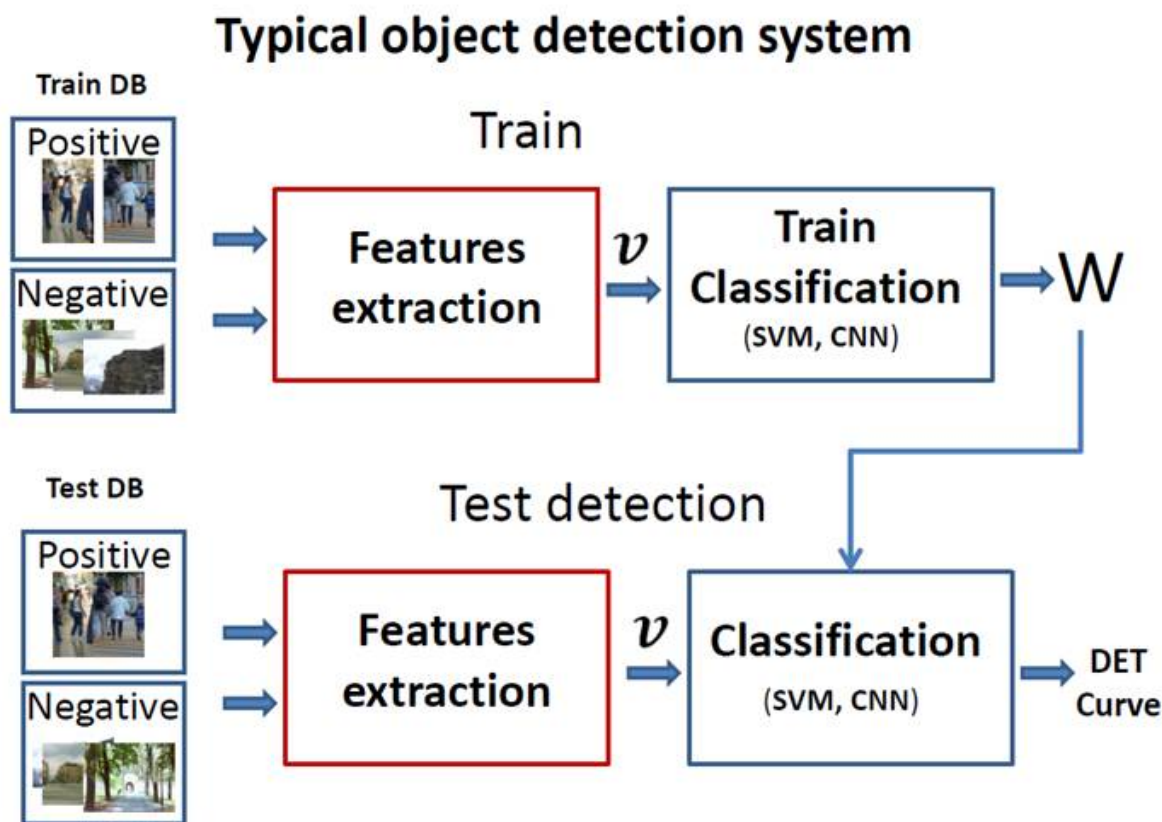 Typical object detection system
Train DB
Positive
Negative
Train
Features
extraction
v
Train
Classification
(SVM, CNN)
W
Test DB
Positive
Negative
Test detection
Features
extraction
v
Classification
(SVM, CNN)
DET
Curve